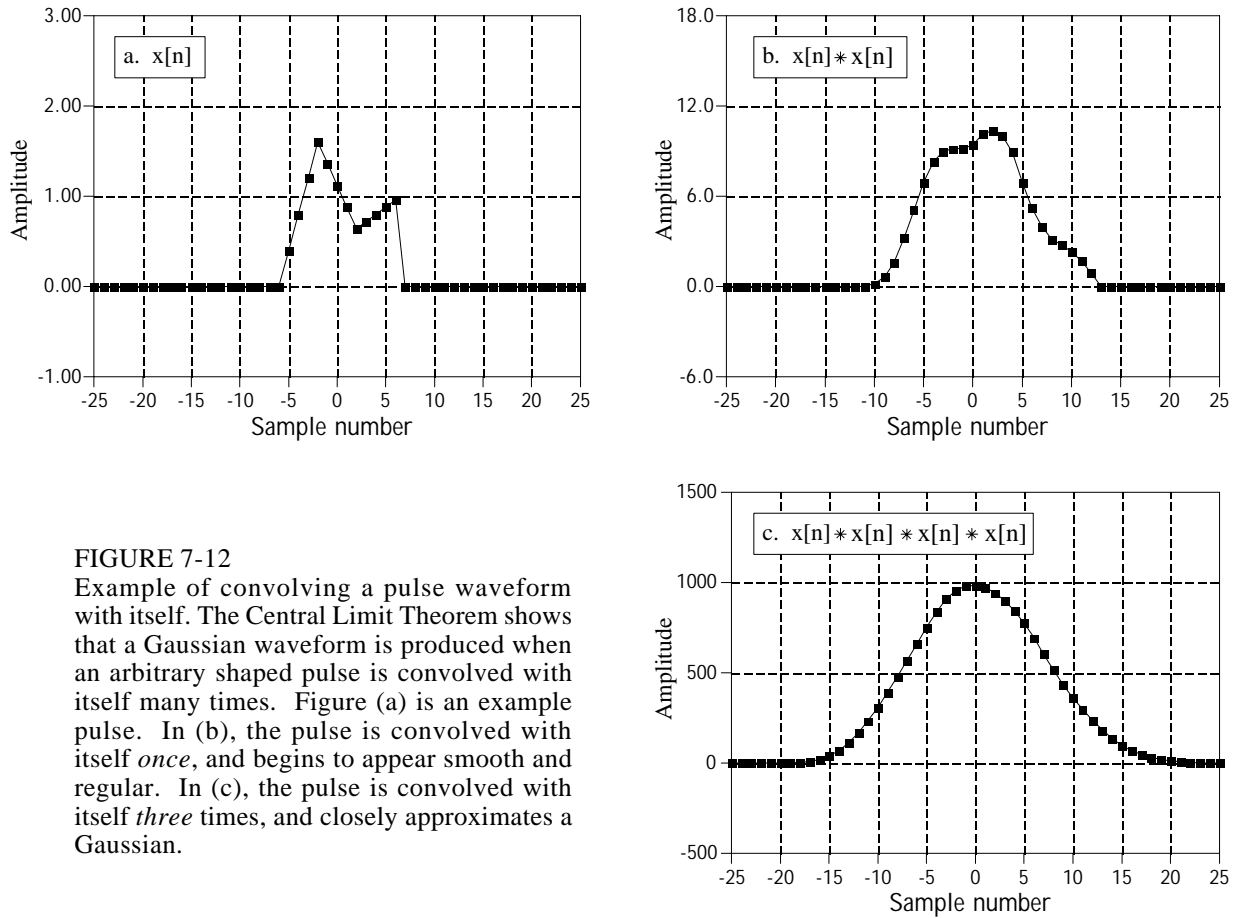 3.00
2.00
1.00
0.00
-1.00
Amplitude
a. x[n]
-25 -20 -15 -10 -5 0 5 10 15 20 25
Sample number
18.0
12.0
6.0
0.0
-6.0
Amplitude
b. x[n] * x[n]
-25 -20 -15 -10 -5 0 5 10 15 20 25
Sample number
FIGURE 7-12
Example of convolving a pulse waveform
with itself. The Central Limit Theorem shows
that a Gaussian waveform is produced when
an arbitrary shaped pulse is convolved with
itself many times. Figure (a) is an example
pulse. In (b), the pulse is convolved with
itself once, and begins to appear smooth and
regular. In (c), the pulse is convolved with
itself three times, and closely approximates a
Gaussian.
1500
1000
500
0
-500
Amplitude
c. x[n] * x[n] * x[n] * x[n]
-25 -20 -15 -10 -5 0 5 10 15 20 25
Sample number